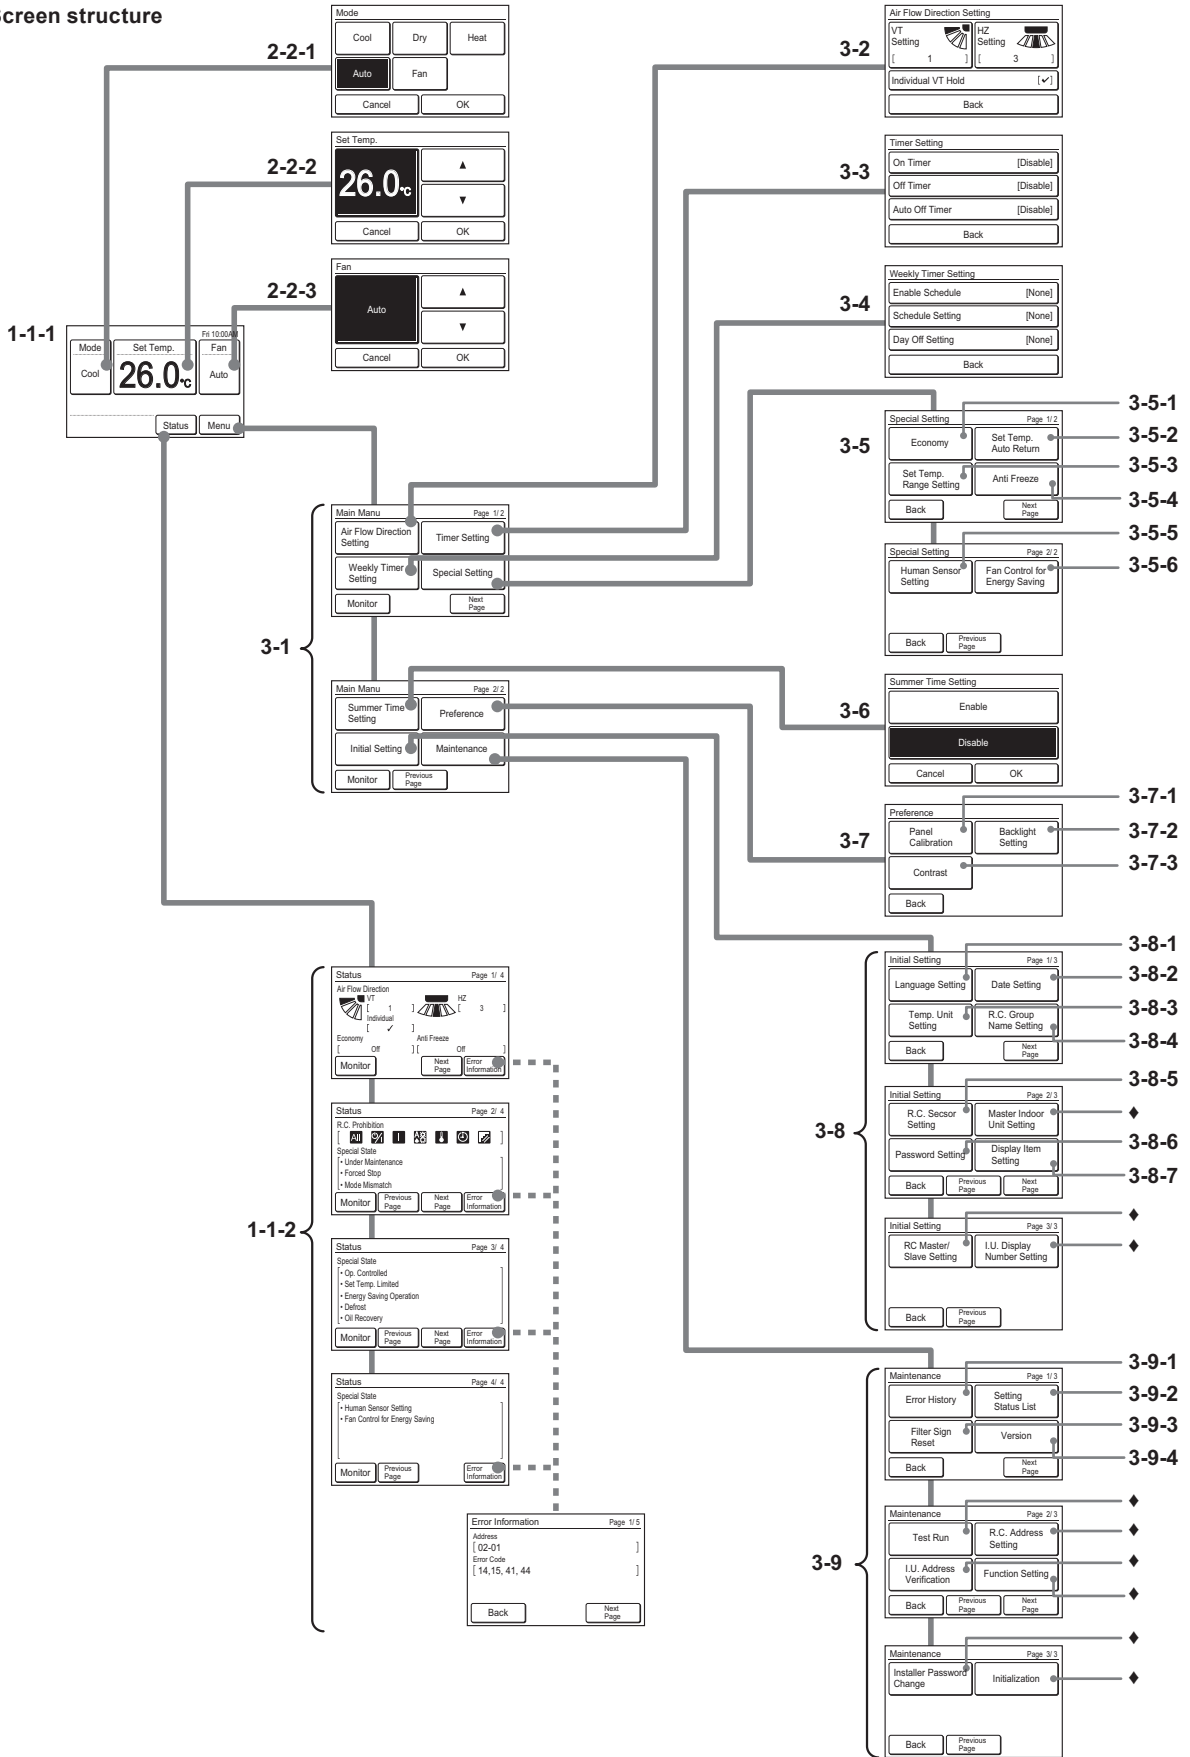 Screen structure
2-2-1
Mode
Cool Dry Heat
Auto Fan
Cancel OK
2-2-2
Set Temp.
26.0°C ▲
▼
Cancel OK
2-2-3
Fan
Auto ▲
▼
Cancel OK
1-1-1
Fri 10:00AM
Mode Set Temp. Fan
Cool 26.0°C Auto
Status Menu
3-1
Main Manu Page 1/ 2
Air Flow Direction
Setting
Timer Setting
Weekly Timer
Setting
Special Setting
Monitor Next
Page
Main Manu Page 2/ 2
Summer Time
Setting
Preference
Initial Setting Maintenance
Monitor Previous
Page
1-1-2
Status Page 1/ 4
Air Flow Direction
VT HZ
[ 1 ] [ 3 ]
Individual
[ ✓ ]
Economy Anti Freeze
[ Off ] [ Off ]
Monitor Next
Page
Error
Information
Status Page 2/ 4
R.C. Prohibition
[ All ]
Special State
• Under Maintenance
• Forced Stop
• Mode Mismatch
Monitor Previous
Page
Next
Page
Error
Information
Status Page 3/ 4
Special State
• Op. Controlled
• Set Temp. Limited
• Energy Saving Operation
• Defrost
• Oil Recovery
Monitor Previous
Page
Next
Page
Error
Information
Status Page 4/ 4
Special State
• Human Sensor Setting
• Fan Control for Energy Saving
Monitor Previous
Page
Error
Information
Error Information Page 1/ 5
Address
[ 02-01 ]
Error Code
[ 14,15, 41, 44 ]
Back Next
Page
3-2
Air Flow Direction Setting
VT
Setting
HZ
Setting
[ 1 ] [ 3 ]
Individual VT Hold [✓]
Back
3-3
Timer Setting
On Timer [Disable]
Off Timer [Disable]
Auto Off Timer [Disable]
Back
3-4
Weekly Timer Setting
Enable Schedule [None]
Schedule Setting [None]
Day Off Setting [None]
Back
3-5
Special Setting Page 1/ 2
Economy Set Temp.
Auto Return
Set Temp.
Range Setting
Anti Freeze
Back Next
Page
3-5-1
3-5-2
3-5-3
3-5-4
Special Setting Page 2/ 2
Human Sensor
Setting
Fan Control for
Energy Saving
Back Previous
Page
3-5-5
3-5-6
3-6
Summer Time Setting
Enable
Disable
Cancel OK
3-7
Preference
Panel
Calibration
Backlight
Setting
Contrast
Back
3-7-1
3-7-2
3-7-3
3-8
Initial Setting Page 1/3
Language Setting Date Setting
Temp. Unit
Setting
R.C. Group
Name Setting
Back Next
Page
3-8-1
3-8-2
3-8-3
3-8-4
Initial Setting Page 2/3
R.C. Secsor
Setting
Master Indoor
Unit Setting
Password Setting Display Item
Setting
Back Previous
Page
Next
Page
3-8-5
♦
3-8-6
3-8-7
Initial Setting Page 3/3
RC Master/
Slave Setting
I.U. Display
Number Setting
Back Previous
Page
♦
♦
3-9
Maintenance Page 1/3
Error History Setting
Status List
Filter Sign
Reset
Version
Back Next
Page
3-9-1
3-9-2
3-9-3
3-9-4
Maintenance Page 2/3
Test Run R.C. Address
Setting
I.U. Address
Verification
Function Setting
Back Previous
Page
Next
Page
♦
♦
♦
♦
Maintenance Page 3/3
Installer Password
Change
Initialization
Back Previous
Page
♦
♦